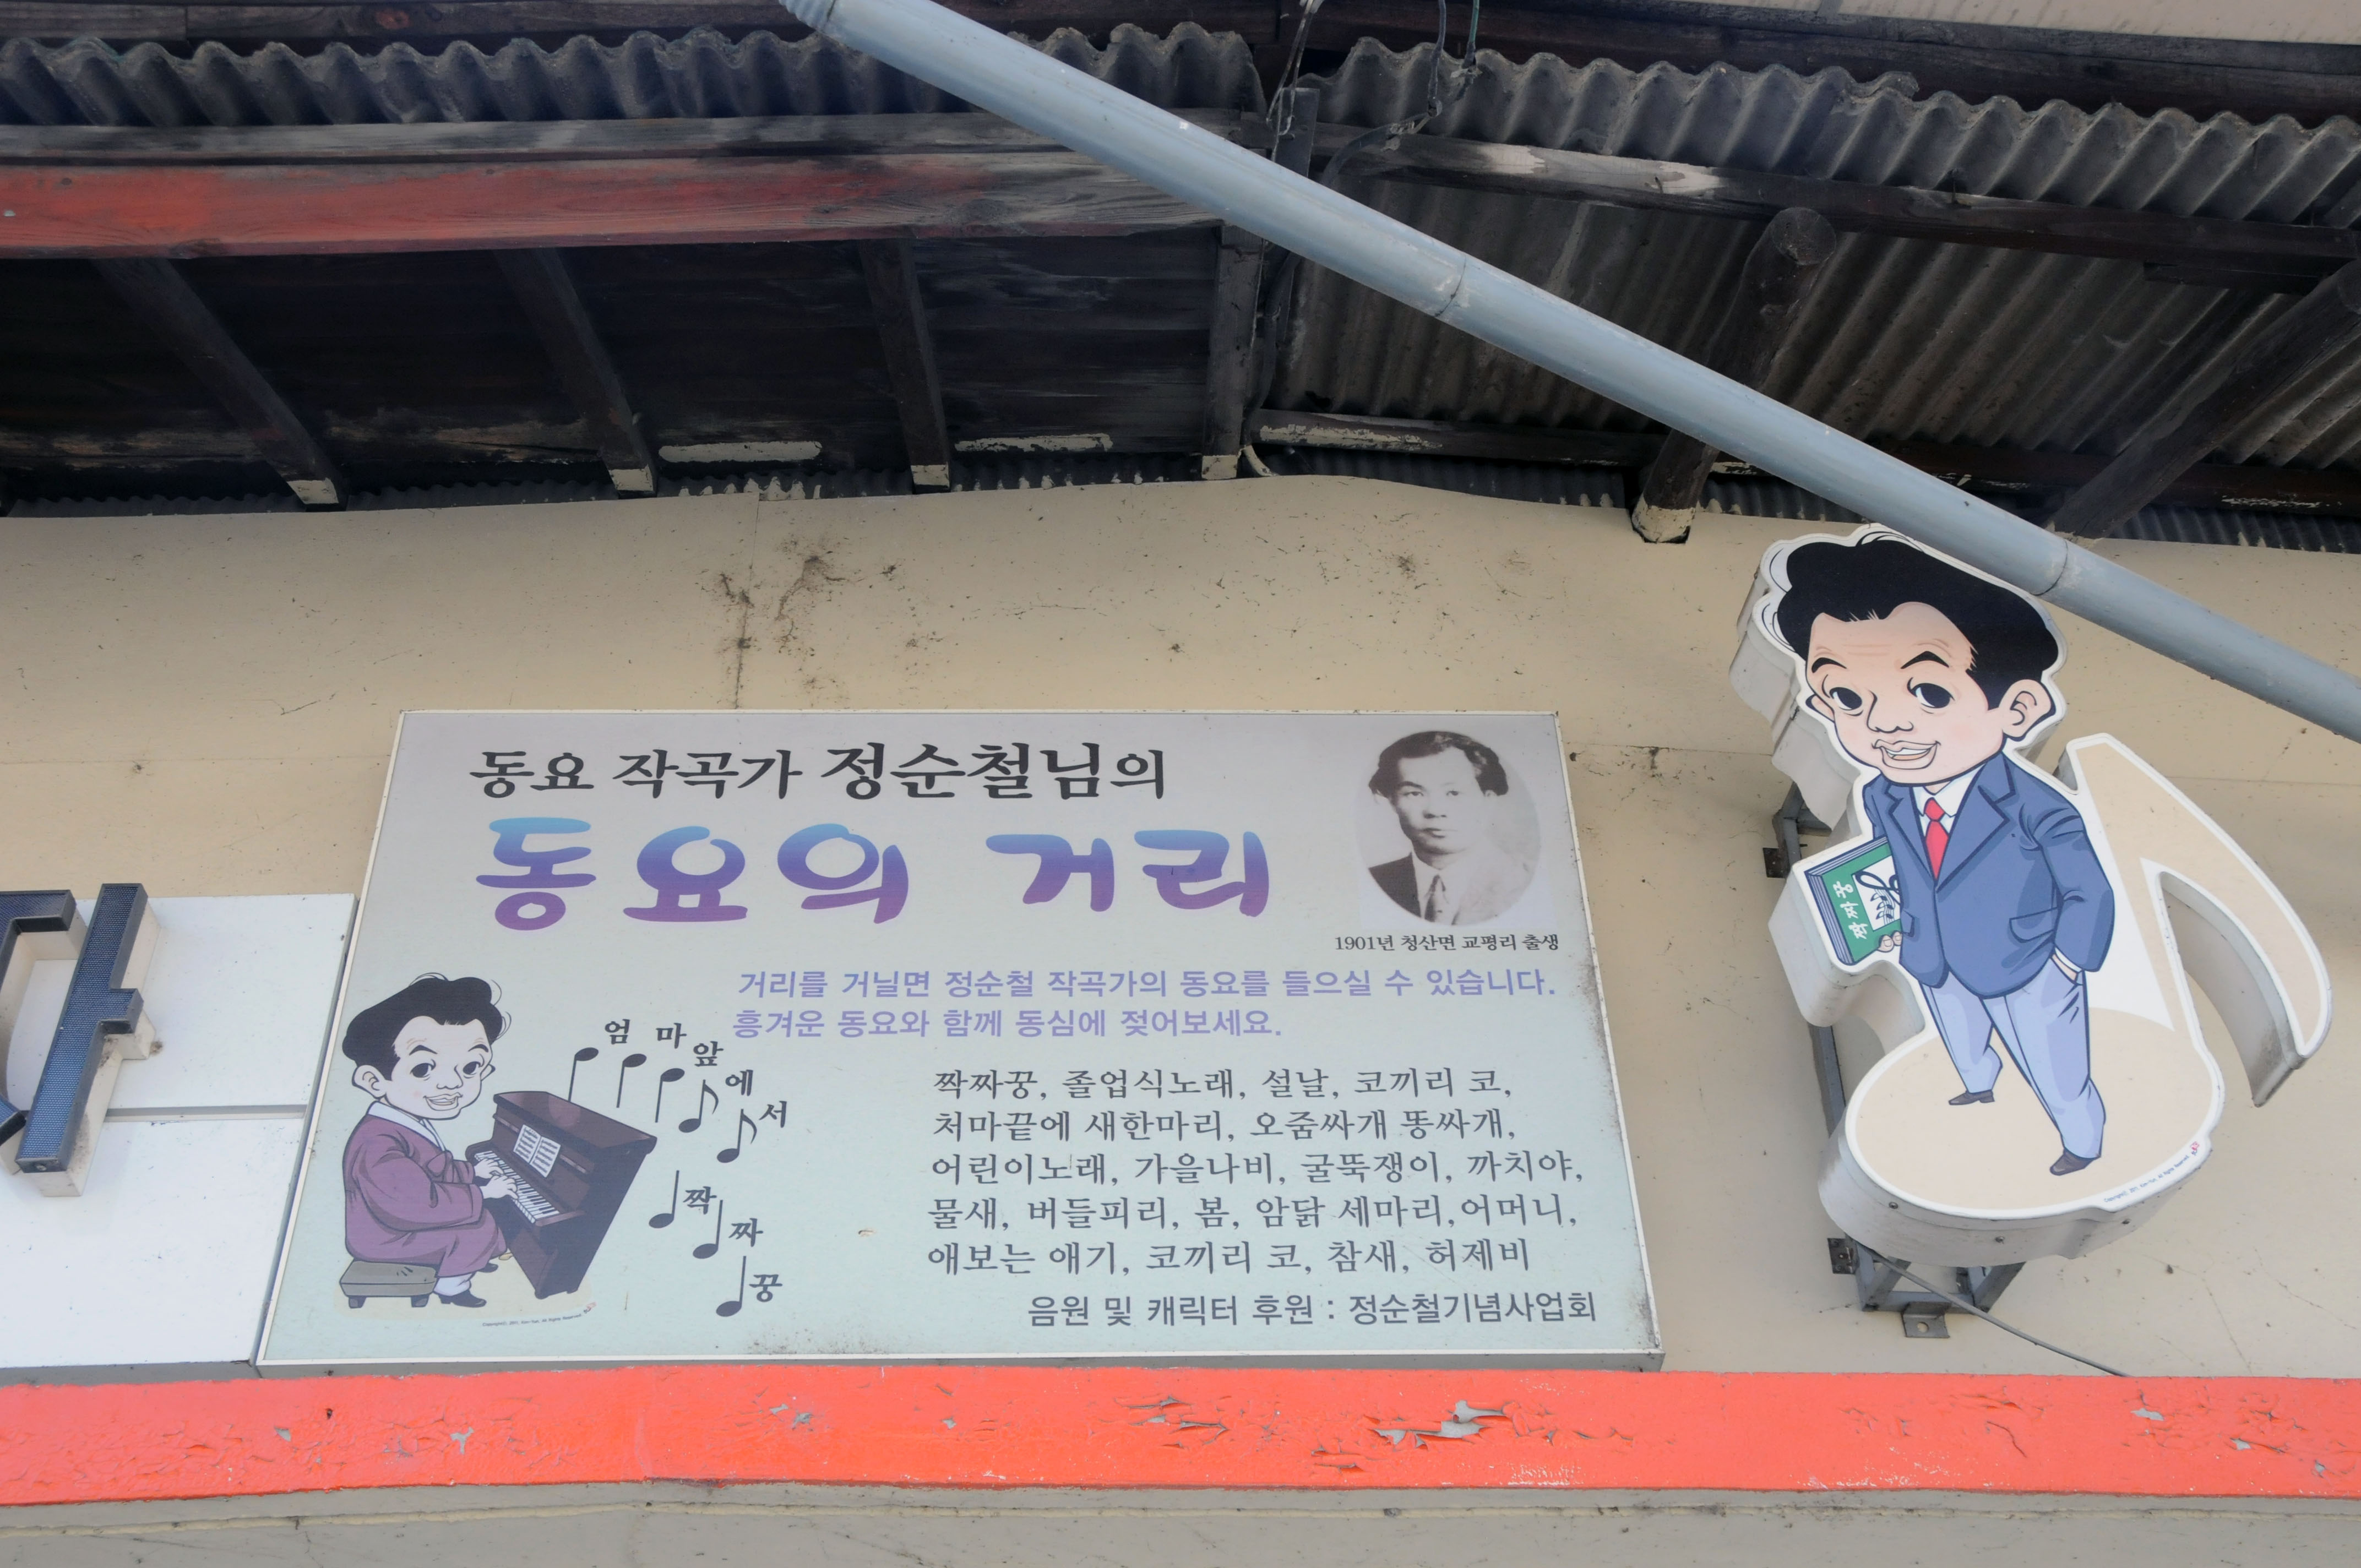 동요 작곡가 정순철님의
동요의 거리
1901년 청산면 교평리 출생
거리를 거닐면 정순철 작곡가의 동요를 들으실 수 있습니다.
흥겨운 동요와 함께 동심에 젖어보세요.
엄 마 앞 에 서
짝 짜 꿍
짝짜꿍, 졸업식노래, 설날, 코끼리 코,
처마끝에 새한마리, 오줌싸개 똥싸개,
어린이노래, 가을나비, 굴뚝쟁이, 까치야,
물새, 버들피리, 봄, 암닭 세마리,어머니,
애보는 애기, 코끼리 코, 참새, 허제비
음원 및 캐릭터 후원 : 정순철기념사업회
짝짜꿍